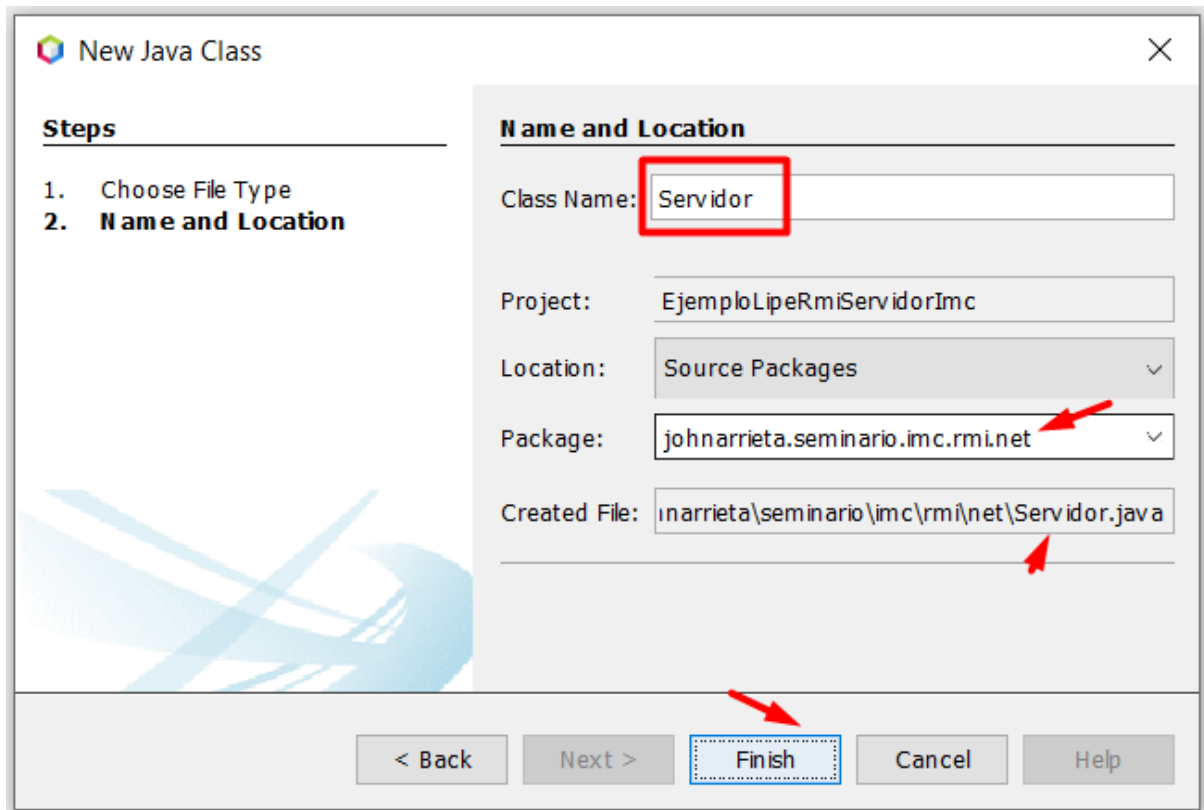 New Java Class
Steps
1. Choose File Type
2. Name and Location
Name and Location
Class Name: Servidor
Project: EjemploLipeRmiServidorImc
Location: Source Packages
Package: johnarrieta.seminario.imc.rmi.net
Created File: narrieta\seminario\imc\rmi\net\Servidor.java
< Back Next > Finish Cancel Help